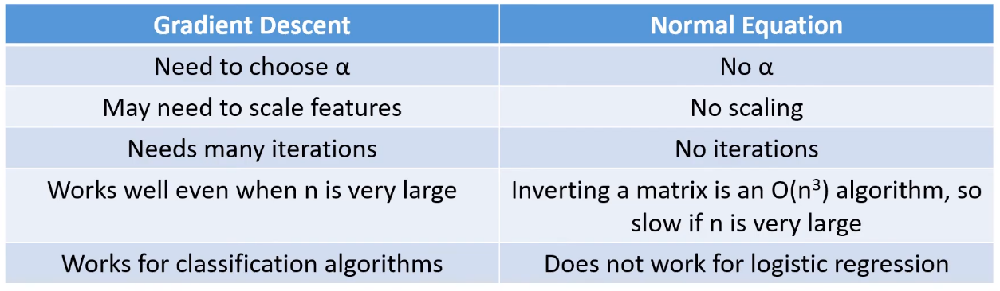 Gradient Descent
Normal Equation
Need to choose α
No α
May need to scale features
No scaling
Needs many iterations
No iterations
Works well even when n is very large
Inverting a matrix is an O(n³) algorithm, so
slow if n is very large
Works for classification algorithms
Does not work for logistic regression